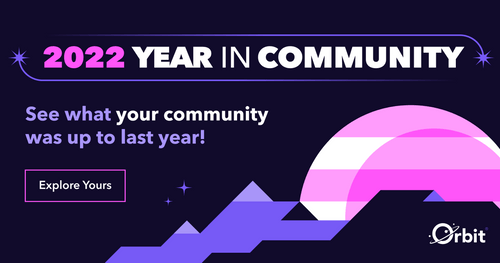 2022 YEAR IN COMMUNITY
See what your community
was up to last year!
Explore Yours
Orbit